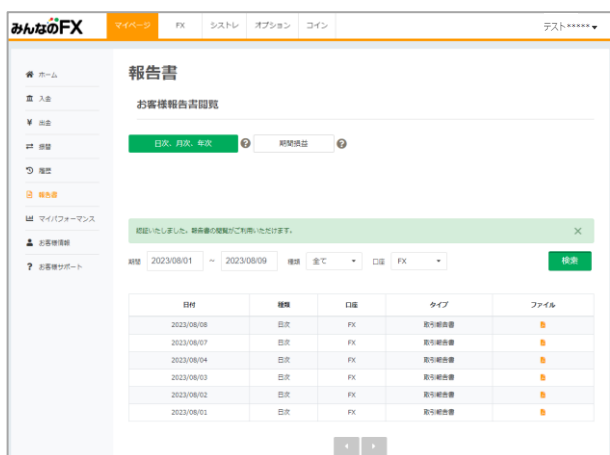 みんなのFX
マイページ FX システトレ オプション コイン テスト*****▼
ホーム
入金
出金
振替
履歴
報告書
マイパフォーマンス
お客様情報
お客様サポート
報告書
お客様報告書閲覧
日次、月次、年次 ? 期間損益 ?
認証いたしました。報告書の閲覧がご利用いただけます。 ×
期間 2023/08/01 ~ 2023/08/09 種類 全て 口座 FX 検索
日付 種類 口座 タイプ ファイル
2023/08/08 日次 FX 取引報告書
2023/08/07 日次 FX 取引報告書
2023/08/04 日次 FX 取引報告書
2023/08/03 日次 FX 取引報告書
2023/08/02 日次 FX 取引報告書
2023/08/01 日次 FX 取引報告書